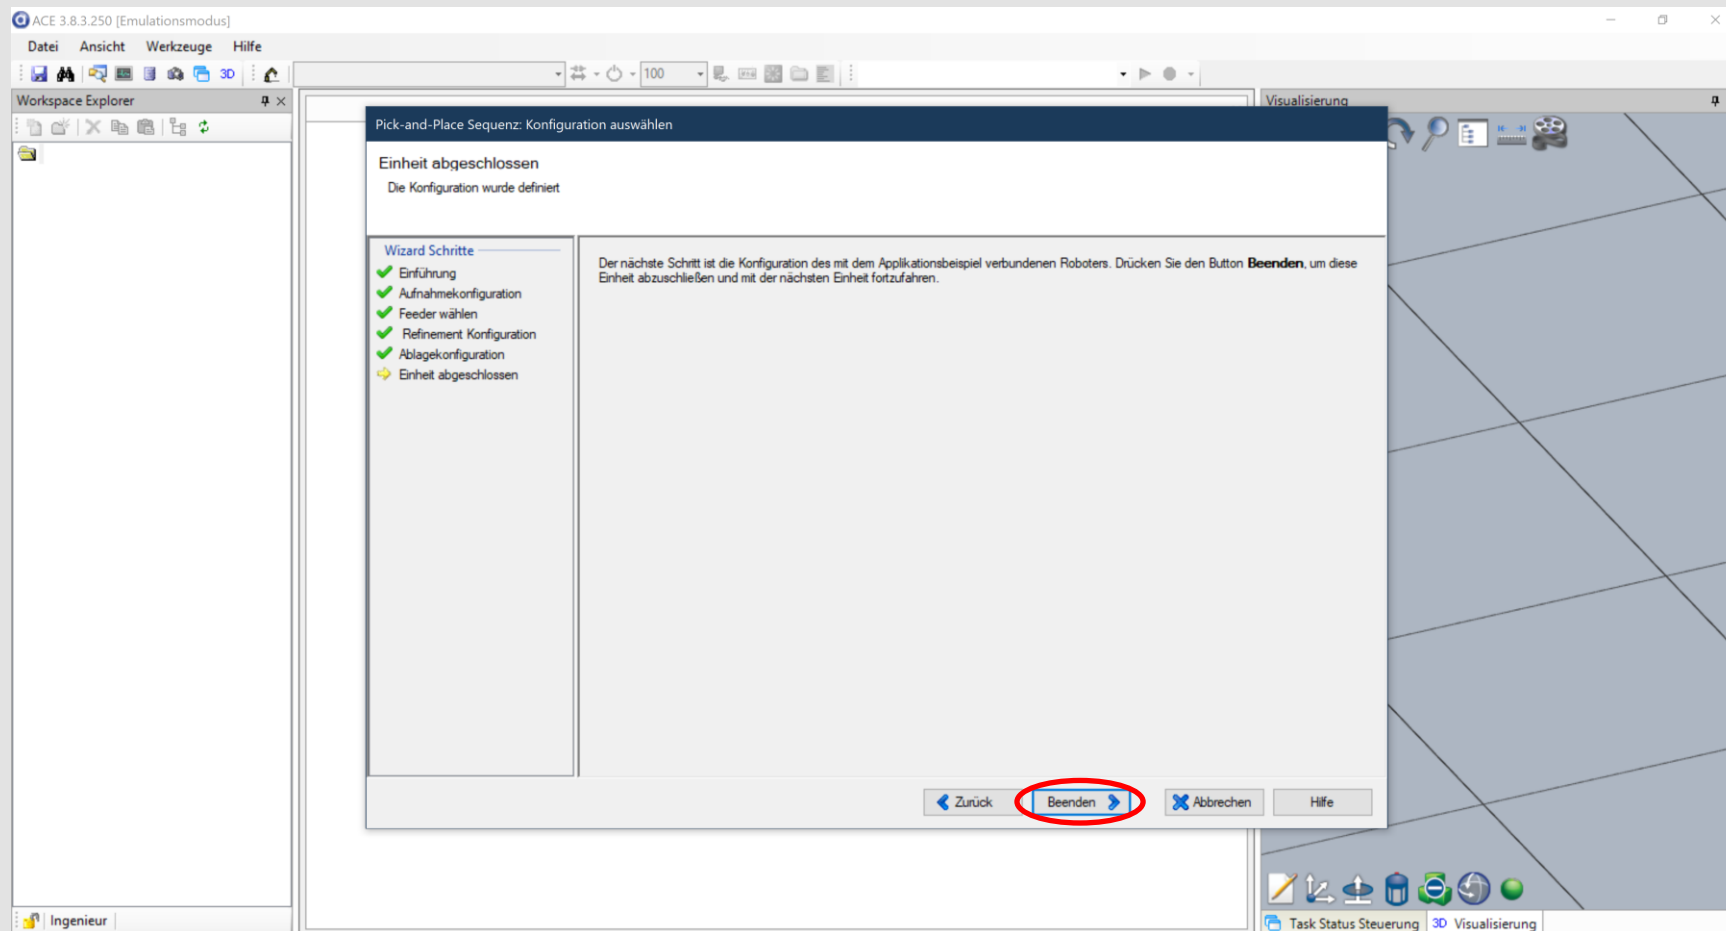 ACE 3.8.3.250 [Emulationsmodus]
Datei Ansicht Werkzeuge Hilfe
3D 100
Workspace Explorer
Visualisierung
Pick-and-Place Sequenz: Konfiguration auswählen
Einheit abgeschlossen
Die Konfiguration wurde definiert
Wizard Schritte
Einführung
Aufnahmekonfiguration
Feeder wählen
Refinement Konfiguration
Ablagekonfiguration
Einheit abgeschlossen
Der nächste Schritt ist die Konfiguration des mit dem Applikationsbeispiel verbundenen Roboters. Drücken Sie den Button Beenden, um diese
Einheit abzuschließen und mit der nächsten Einheit fortzufahren.
Zurück Beenden Abbrechen Hilfe
Ingenieur
Task Status Steuerung 3D Visualisierung